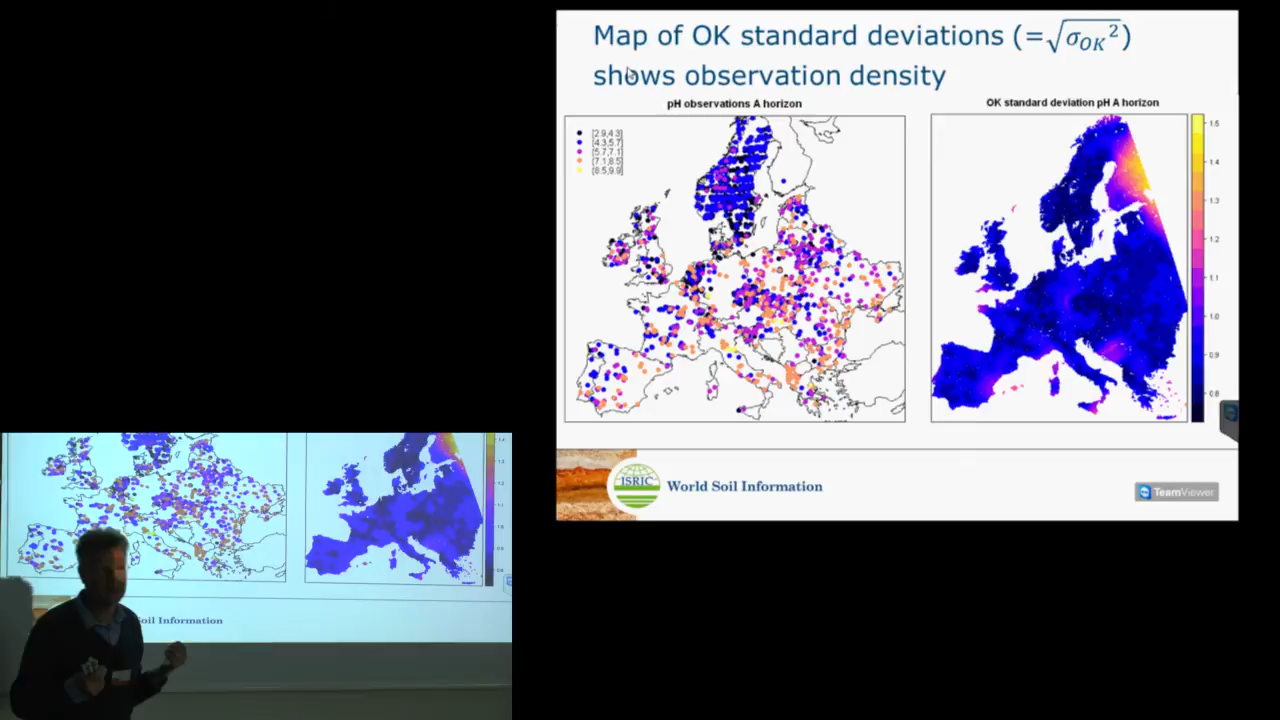 Map of OK standard deviations (=√σ_OK²)
shows observation density
pH observations A horizon
[2.9,4.3]
[4.3,5.7]
[5.7,7.1]
[7.1,8.5]
[8.5,9.9]
OK standard deviation pH A horizon
1.5
1.4
1.3
1.2
1.1
1.0
0.9
0.8
ISRIC
World Soil Information
TeamViewer
oil Information